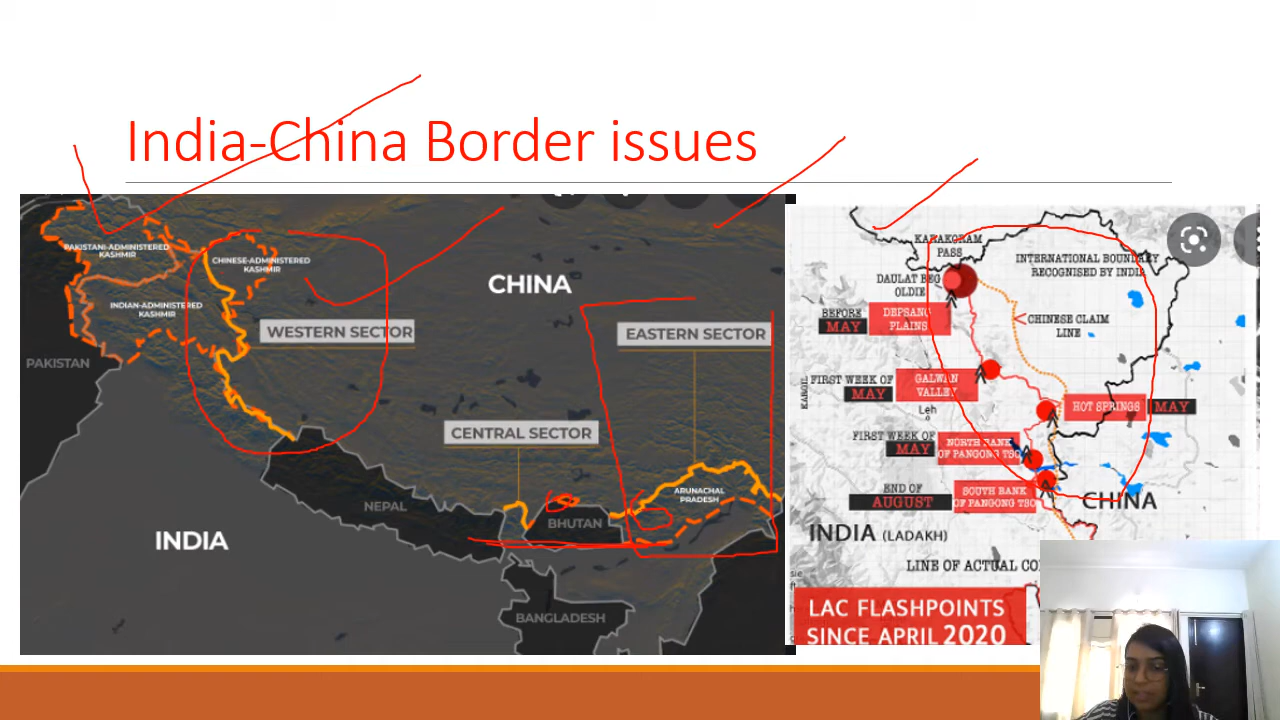 India-China Border issues
PAKISTANI-ADMINISTERED
KASHMIR
CHINESE-ADMINISTERED
KASHMIR
INDIAN-ADMINISTERED
KASHMIR
CHINA
WESTERN SECTOR
EASTERN SECTOR
PAKISTAN
CENTRAL SECTOR
ARUNACHAL
PRADESH
NEPAL
BHUTAN
INDIA
BANGLADESH
KARAKORAM
PASS
INTERNATIONAL BOUNDARY
RECOGNISED BY INDIA
DAULAT BEG
OLDIE
BEFORE
MAY
DEPSANG
PLAINS
CHINESE CLAIM
LINE
FIRST WEEK OF
MAY
GALWAN
VALLEY
KARGIL
Leh
HOT SPRINGS
MAY
FIRST WEEK OF
MAY
NORTH BANK
OF PANGONG TSO
END OF
AUGUST
SOUTH BANK
OF PANGONG TSO
CHINA
INDIA (LADAKH)
LINE OF ACTUAL CO
LAC FLASHPOINTS
SINCE APRIL 2020